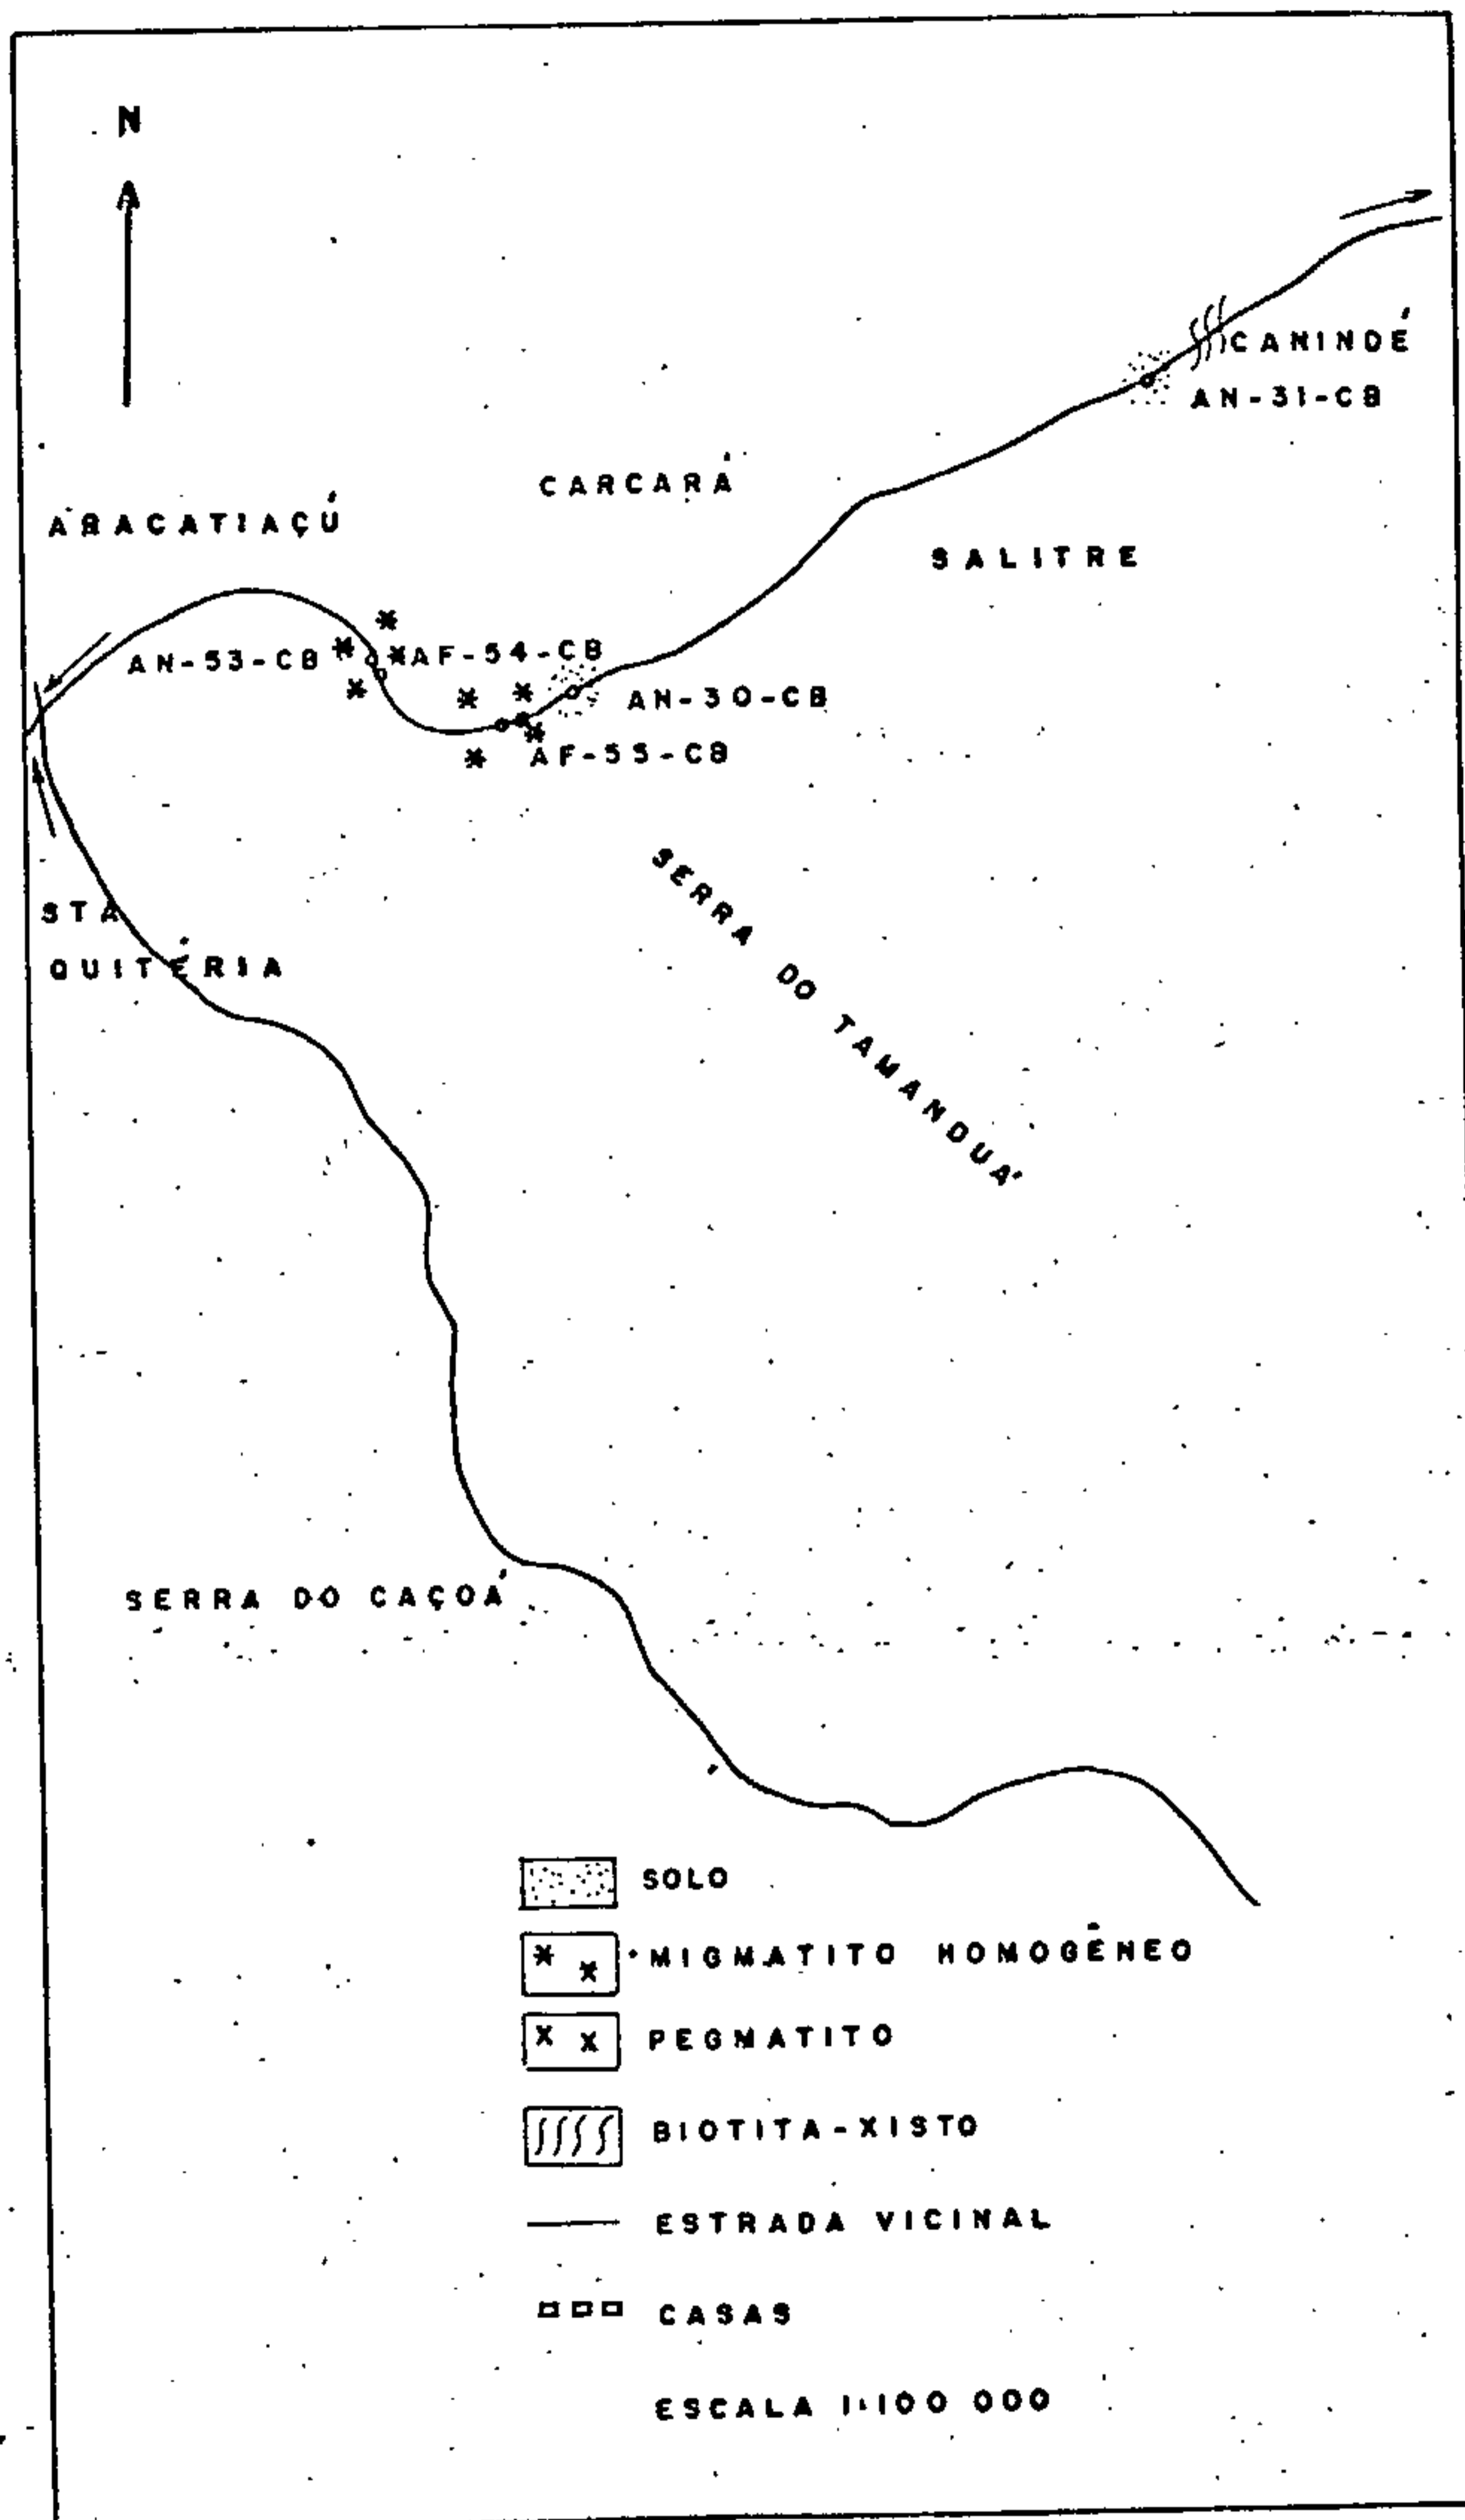 N
CANINDÉ
AN-31-CB
CARCARÁ
ABACATIAÇÚ
SALITRE
AN-53-CB
AF-54-CB
AN-30-CB
AF-55-CB
STA
QUITÉRIA
SERRA DO TAMANDUÁ
SERRA DO CAÇOÁ
SOLO
MIGMATITO HOMOGÊNEO
PEGMATITO
BIOTITA-XISTO
ESTRADA VICINAL
CASAS
ESCALA 1:100 000